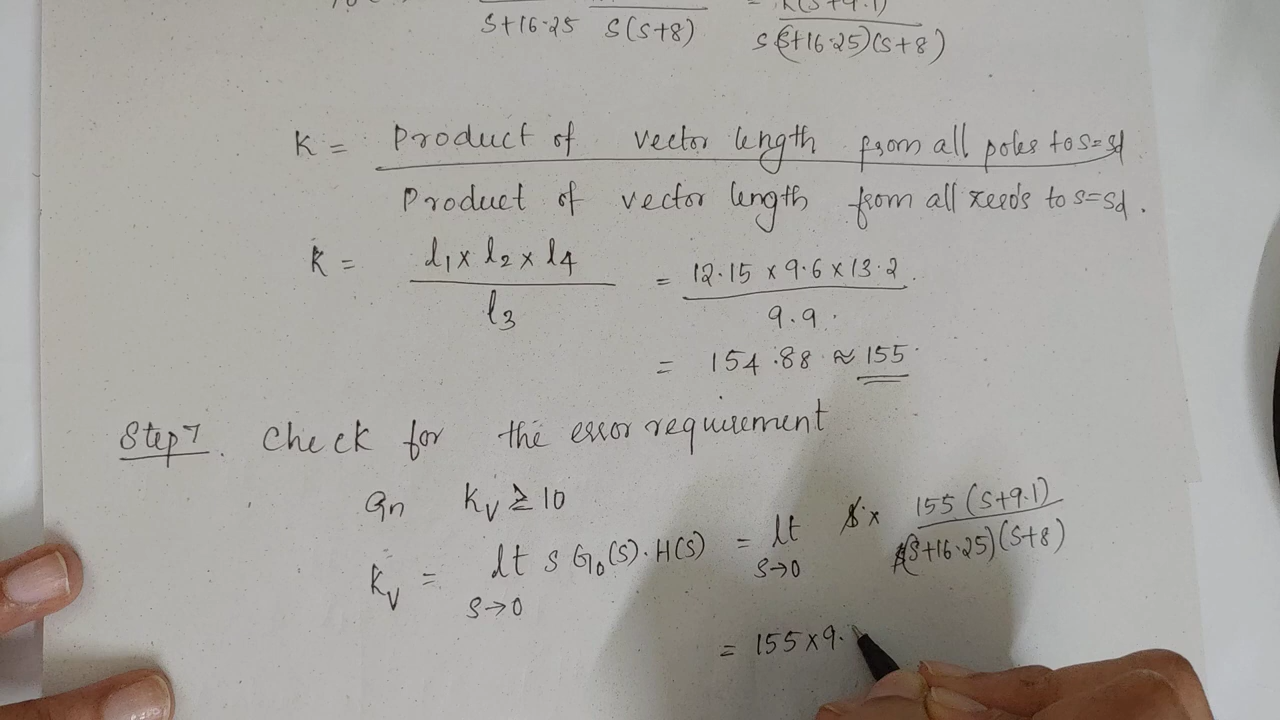 K(S+9.1)
S+16.25 S(S+8) S(S+16.25)(S+8)
K = Product of vector length from all poles to S=Sd
Product of vector length from all zeros to S=Sd.
K = l1 x l2 x l4 = 12.15 x 9.6 x 13.2
l3 9.9.
= 154.88 ≈ 155
Step7. Check for the error requirement
Gn Kv ≥ 10
Kv = lt S G0(S).H(S) = lt S x 155(S+9.1)
S→0 S→0 S(S+16.25)(S+8)
= 155x9.